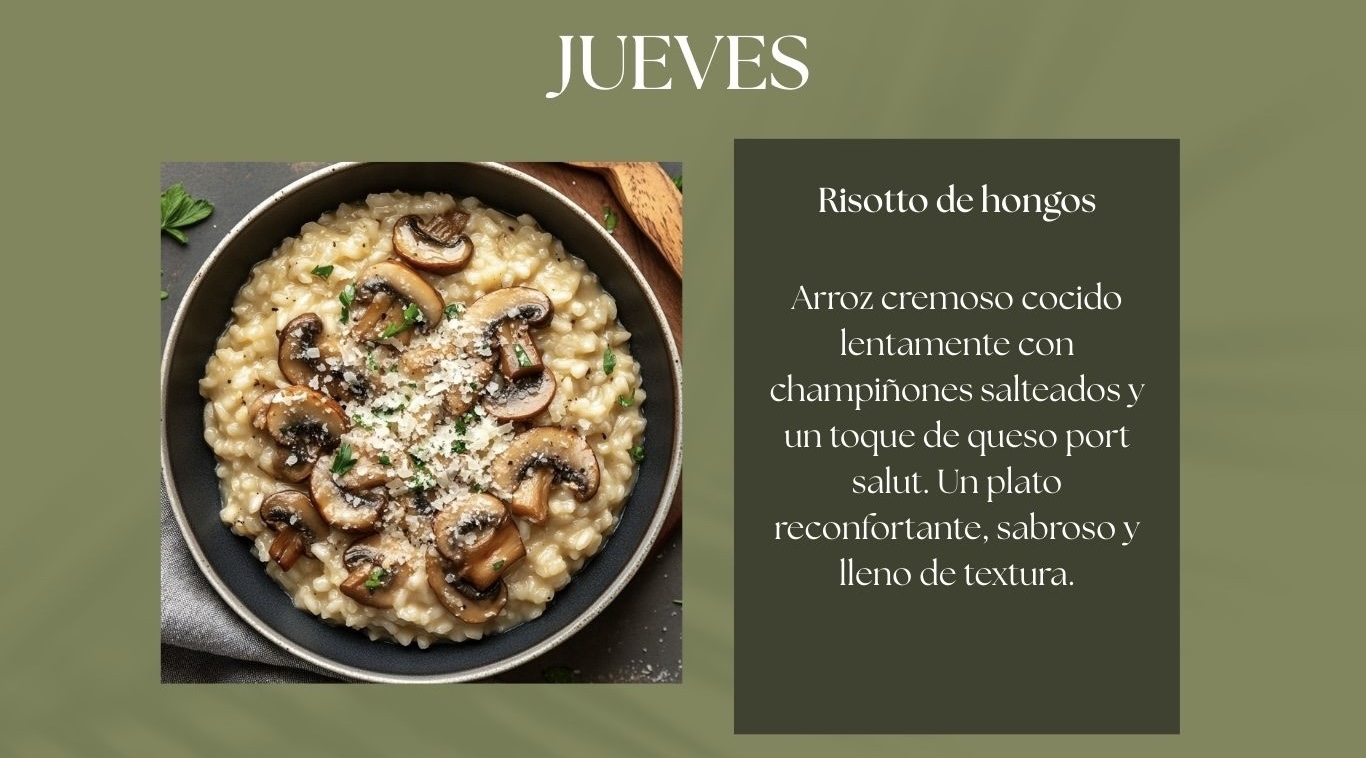 JUEVES
Risotto de hongos
Arroz cremoso cocido
lentamente con
champiñones salteados y
un toque de queso port
salut. Un plato
reconfortante, sabroso y
lleno de textura.